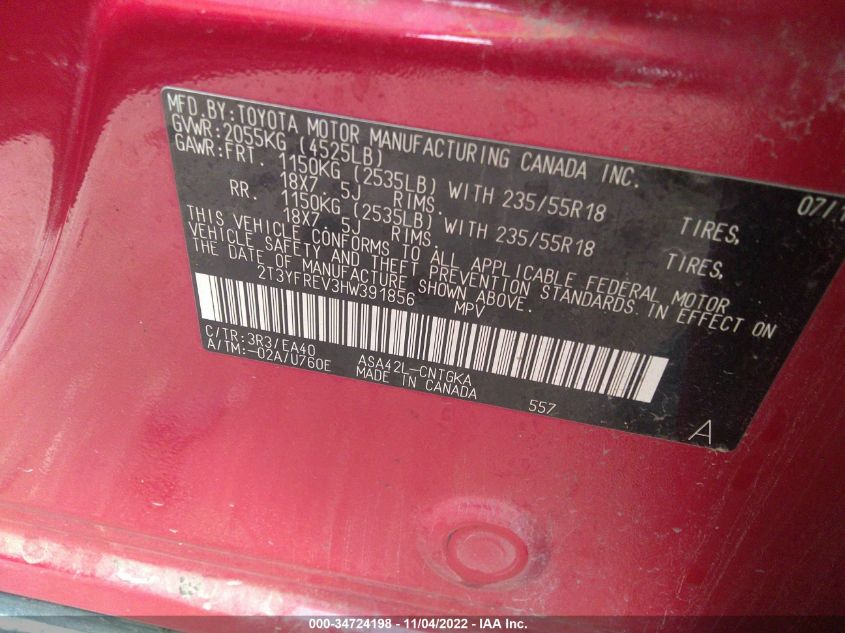 MFD. BY:TOYOTA MOTOR MANUFACTURING CANADA INC.
GVWR:2055KG (4525LB) 07/1
GAWR:FRT. 1150KG (2535LB) WITH 235/55R18 TIRES,
18X7. 5J RIMS.
RR. 1150KG (2535LB) WITH 235/55R18 TIRES,
18X7. 5J RIMS.
THIS VEHICLE CONFORMS TO ALL APPLICABLE FEDERAL MOTOR
VEHICLE SAFETY AND THEFT PREVENTION STANDARDS IN EFFECT ON
THE DATE OF MANUFACTURE SHOWN ABOVE.
2T3YFREV3HW391856 MPV
C/TR:3R3/EA40 ASA42L-CNTGKA
A/TM:-02A/U760E MADE IN CANADA 557
A
000-34724198 - 11/04/2022 - IAA Inc.